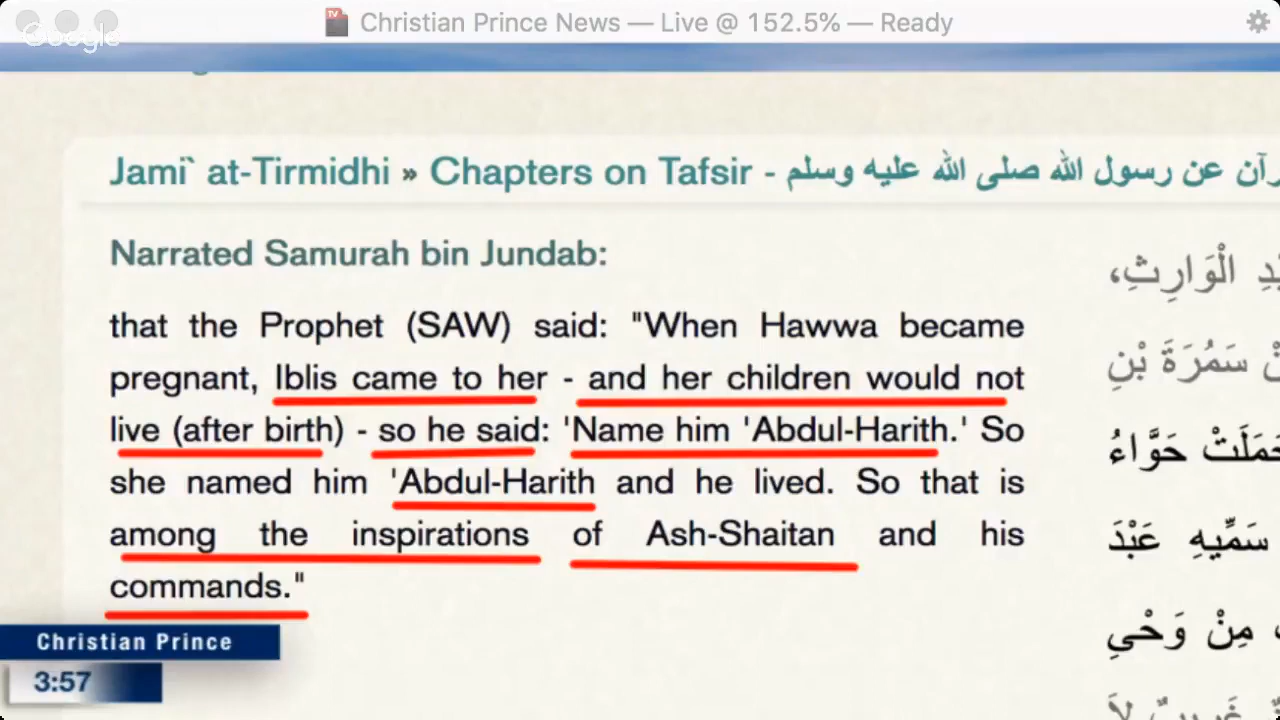 Christian Prince News — Live @ 152.5% — Ready
Google
Jami` at-Tirmidhi » Chapters on Tafsir - رآن عن رسول الله صلى الله عليه وسلم
Narrated Samurah bin Jundab:
that the Prophet (SAW) said: "When Hawwa became
pregnant, Iblis came to her - and her children would not
live (after birth) - so he said: 'Name him 'Abdul-Harith.' So
she named him 'Abdul-Harith and he lived. So that is
among the inspirations of Ash-Shaitan and his
commands."
الْوَارِثِ،
سَمُرَةَ بْنِ
حَمَلَتْ حَوَّاءُ
سَمِّيهِ عَبْدَ
مِنْ وَحْىِ
Christian Prince
3:57